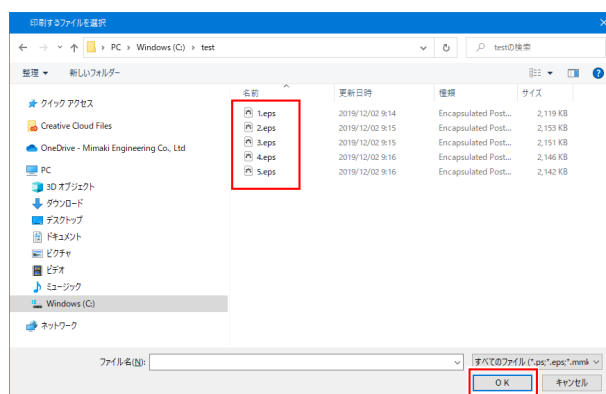 印刷するファイルを選択
PC › Windows (C:) › test
testの検索
整理 新しいフォルダー
名前 更新日時 種類 サイズ
クイック アクセス
Creative Cloud Files
OneDrive - Mimaki Engineering Co., Ltd
PC
3D オブジェクト
ダウンロード
デスクトップ
ドキュメント
ピクチャ
ビデオ
ミュージック
Windows (C:)
ネットワーク
1.eps 2019/12/02 9:14 Encapsulated Post... 2,119 KB
2.eps 2019/12/02 9:15 Encapsulated Post... 2,153 KB
3.eps 2019/12/02 9:15 Encapsulated Post... 2,151 KB
4.eps 2019/12/02 9:16 Encapsulated Post... 2,146 KB
5.eps 2019/12/02 9:16 Encapsulated Post... 2,142 KB
ファイル名(N):
すべてのファイル (*.ps;*.eps;*.mmk
OK キャンセル